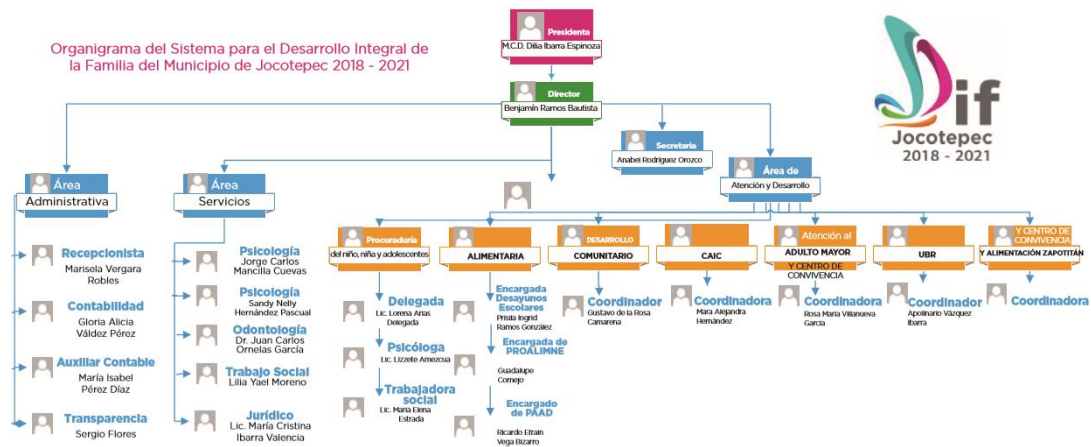 Organigrama del Sistema para el Desarrollo Integral de
la Familia del Municipio de Jocotepec 2018 - 2021
Presidenta
M.C.D. Dilia Ibarra Espinoza
Director
Benjamín Ramos Bautista
Secretaría
Anabel Rodríguez Orozco
dif
Jocotepec
2018 - 2021
Área
Administrativa
Área
Servicios
Área de
Atención y Desarrollo
Recepcionista
Marisela Vergara
Robles
Contabilidad
Gloria Alicia
Váldez Pérez
Auxiliar Contable
María Isabel
Pérez Díaz
Transparencia
Sergio Flores
Psicología
Jorge Carlos
Mancilla Cuevas
Psicología
Sandy Nelly
Hernández Pascual
Odontología
Dr. Juan Carlos
Ornelas García
Trabajo Social
Lilia Yael Moreno
Jurídico
Lic. María Cristina
Ibarra Valencia
Procuraduría
del niño, niña y adolescentes
Delegada
Lic. Lorena Arias
Delegada
Psicóloga
Lic. Lizzete Amezcua
Trabajadora
social
Lic. María Elena
Estrada
ALIMENTARIA
Encargada
Desayunos
Escolares
Prisila Ingrid
Ramos González
Encargada de
PROALIMNE
Guadalupe
Cornejo
Encargado
de PAAD
Ricardo Efraín
Vega Bizarro
DESARROLLO
COMUNITARIO
Coordinador
Gustavo de la Rosa
Camarena
CAIC
Coordinadora
Mara Alejandra
Hernández
Atención al
ADULTO MAYOR
Y CENTRO DE
CONVIVENCIA
Coordinadora
Rosa María Villanueva
García
UBR
Coordinador
Apolinario Vázquez
Ibarra
Y CENTRO DE
CONVIVENCIA
Y ALIMENTACIÓN ZAPOTITÁN
Coordinadora